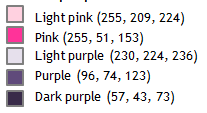 Light pink (255, 209, 224)
Pink (255, 51, 153)
Light purple (230, 224, 236)
Purple (96, 74, 123)
Dark purple (57, 43, 73)